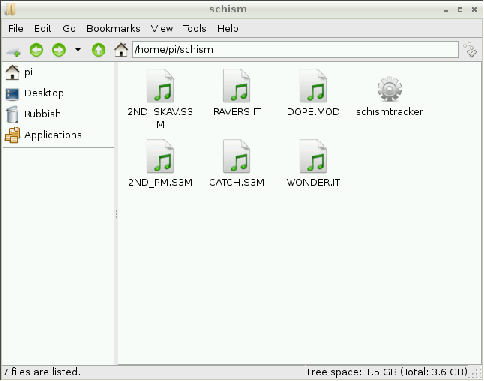 schism
File Edit Go Bookmarks View Tools Help
/home/pi/schism
pi
Desktop
Rubbish
Applications
2ND_SKAV.S3
M
RAVERS.IT
DOPE.MOD
schismtracker
2ND_PM.S3M
CATCH.S3M
WONDER.IT
7 files are listed.
Free space: 1.5 GB (Total: 3.6 GB)